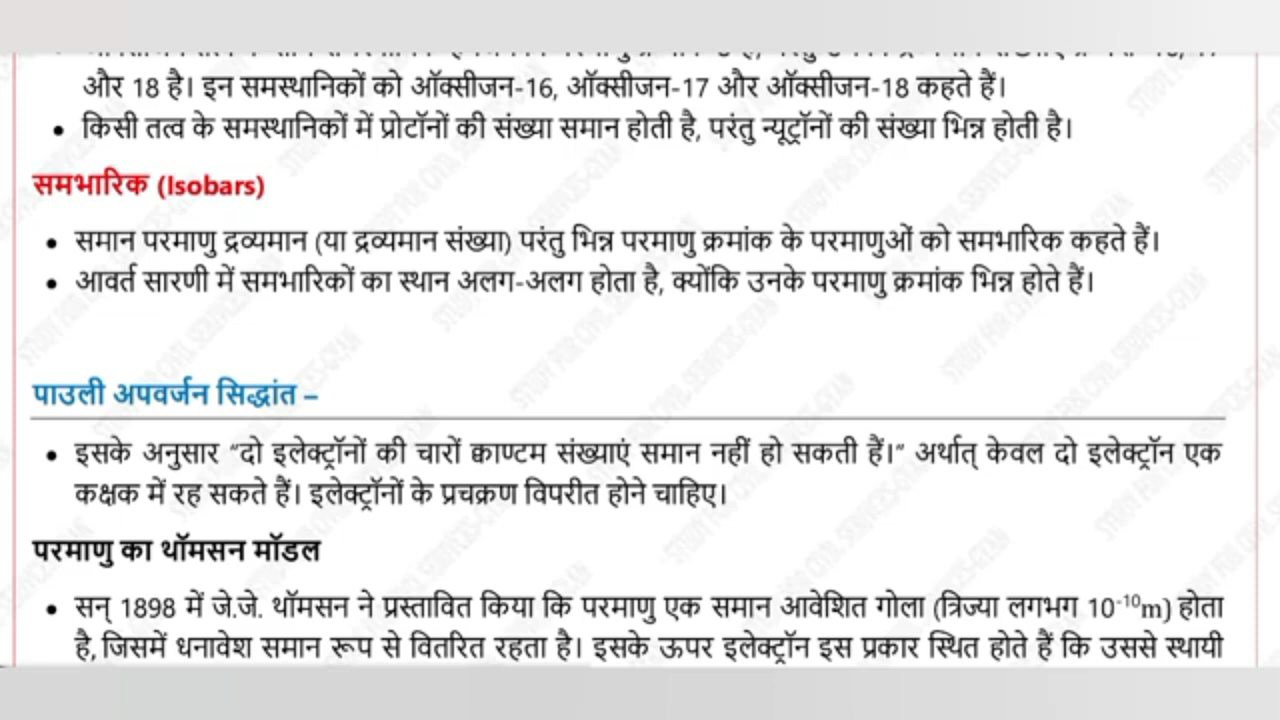 और 18 है। इन समस्थानिकों को ऑक्सीजन-16, ऑक्सीजन-17 और ऑक्सीजन-18 कहते हैं।
• किसी तत्व के समस्थानिकों में प्रोटॉनों की संख्या समान होती है, परंतु न्यूट्रॉनों की संख्या भिन्न होती है।
समभारिक (Isobars)
• समान परमाणु द्रव्यमान (या द्रव्यमान संख्या) परंतु भिन्न परमाणु क्रमांक के परमाणुओं को समभारिक कहते हैं।
• आवर्त सारणी में समभारिकों का स्थान अलग-अलग होता है, क्योंकि उनके परमाणु क्रमांक भिन्न होते हैं।
पाउली अपवर्जन सिद्धांत –
• इसके अनुसार “दो इलेक्ट्रॉनों की चारों क्वाण्टम संख्याएं समान नहीं हो सकती हैं।” अर्थात् केवल दो इलेक्ट्रॉन एक
कक्षक में रह सकते हैं। इलेक्ट्रॉनों के प्रचक्रण विपरीत होने चाहिए।
परमाणु का थॉमसन मॉडल
• सन् 1898 में जे.जे. थॉमसन ने प्रस्तावित किया कि परमाणु एक समान आवेशित गोला (त्रिज्या लगभग 10⁻¹⁰m) होता
है, जिसमें धनावेश समान रूप से वितरित रहता है। इसके ऊपर इलेक्ट्रॉन इस प्रकार स्थित होते हैं कि उससे स्थायी